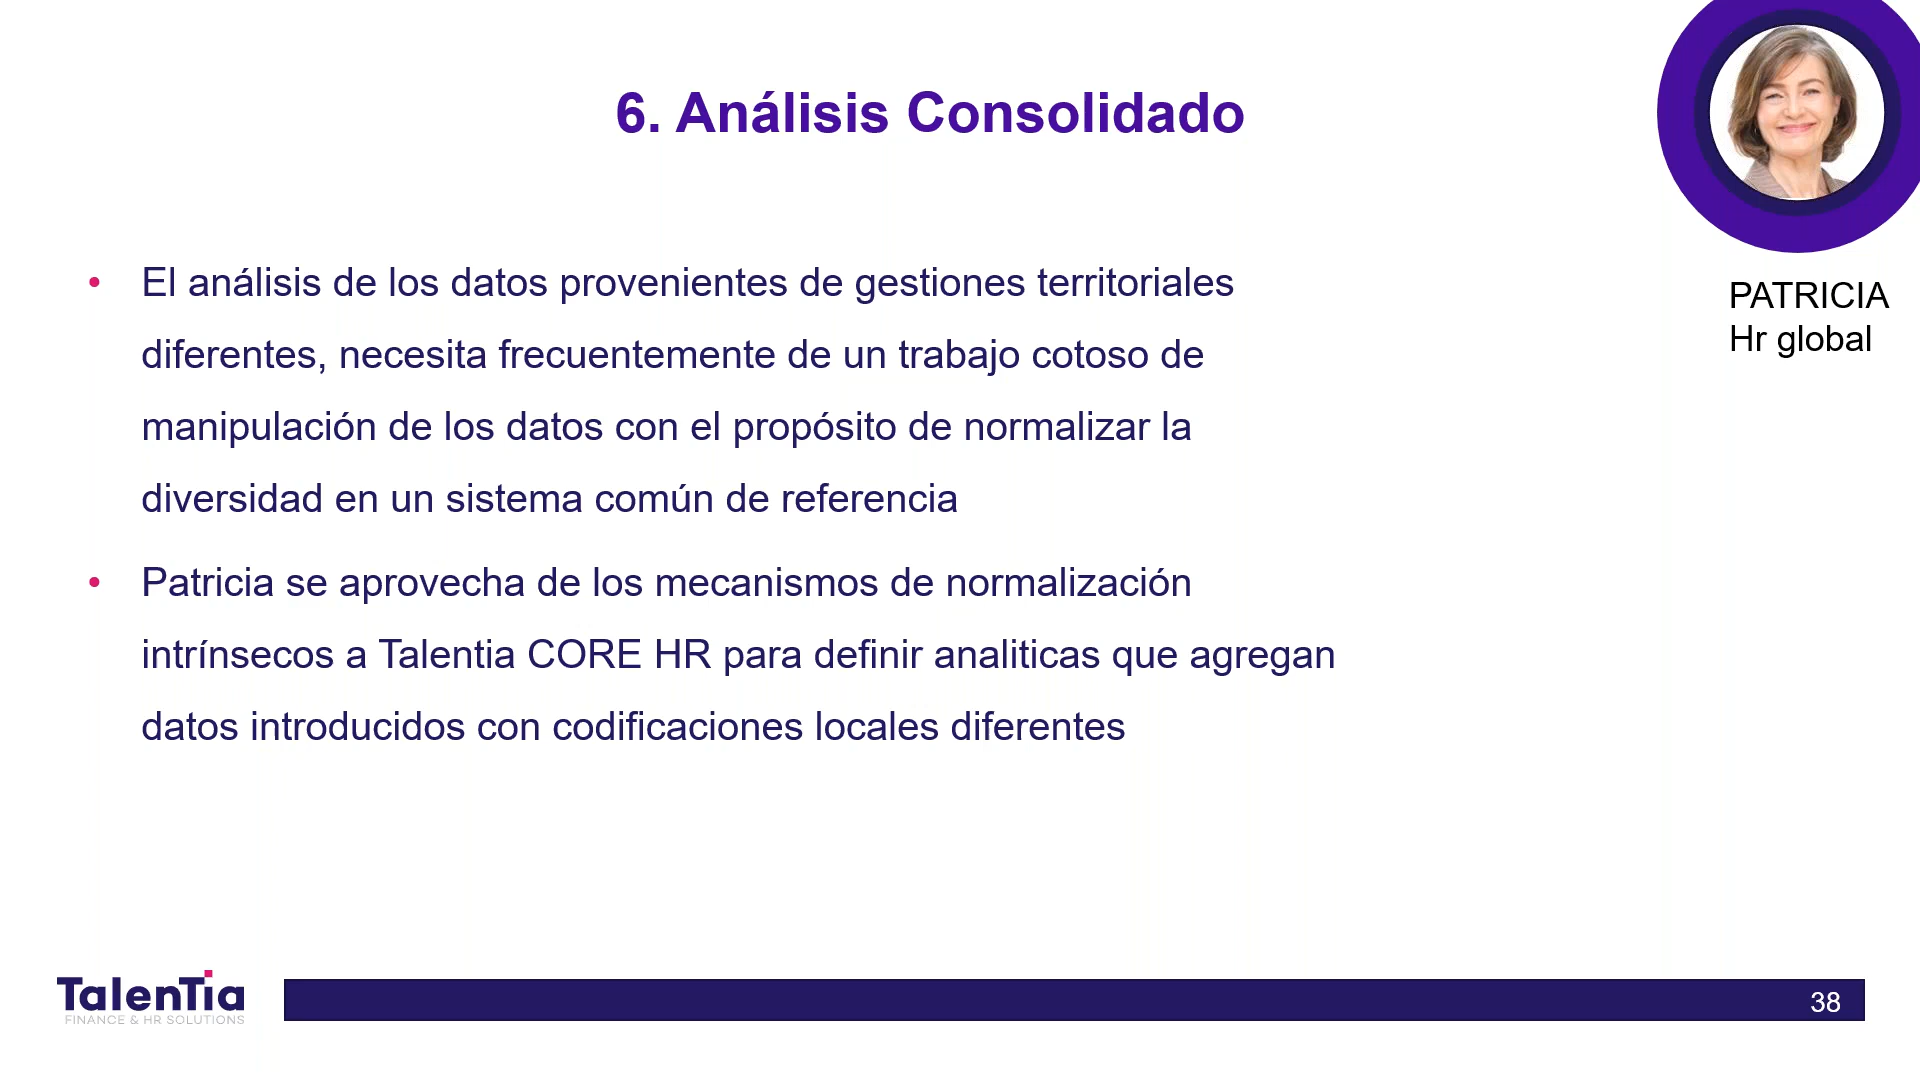 6. Análisis Consolidado
• El análisis de los datos provenientes de gestiones territoriales
diferentes, necesita frecuentemente de un trabajo cotoso de
manipulación de los datos con el propósito de normalizar la
diversidad en un sistema común de referencia
• Patricia se aprovecha de los mecanismos de normalización
intrínsecos a Talentia CORE HR para definir analiticas que agregan
datos introducidos con codificaciones locales diferentes
PATRICIA
Hr global
TalenTia
FINANCE & HR SOLUTIONS
38